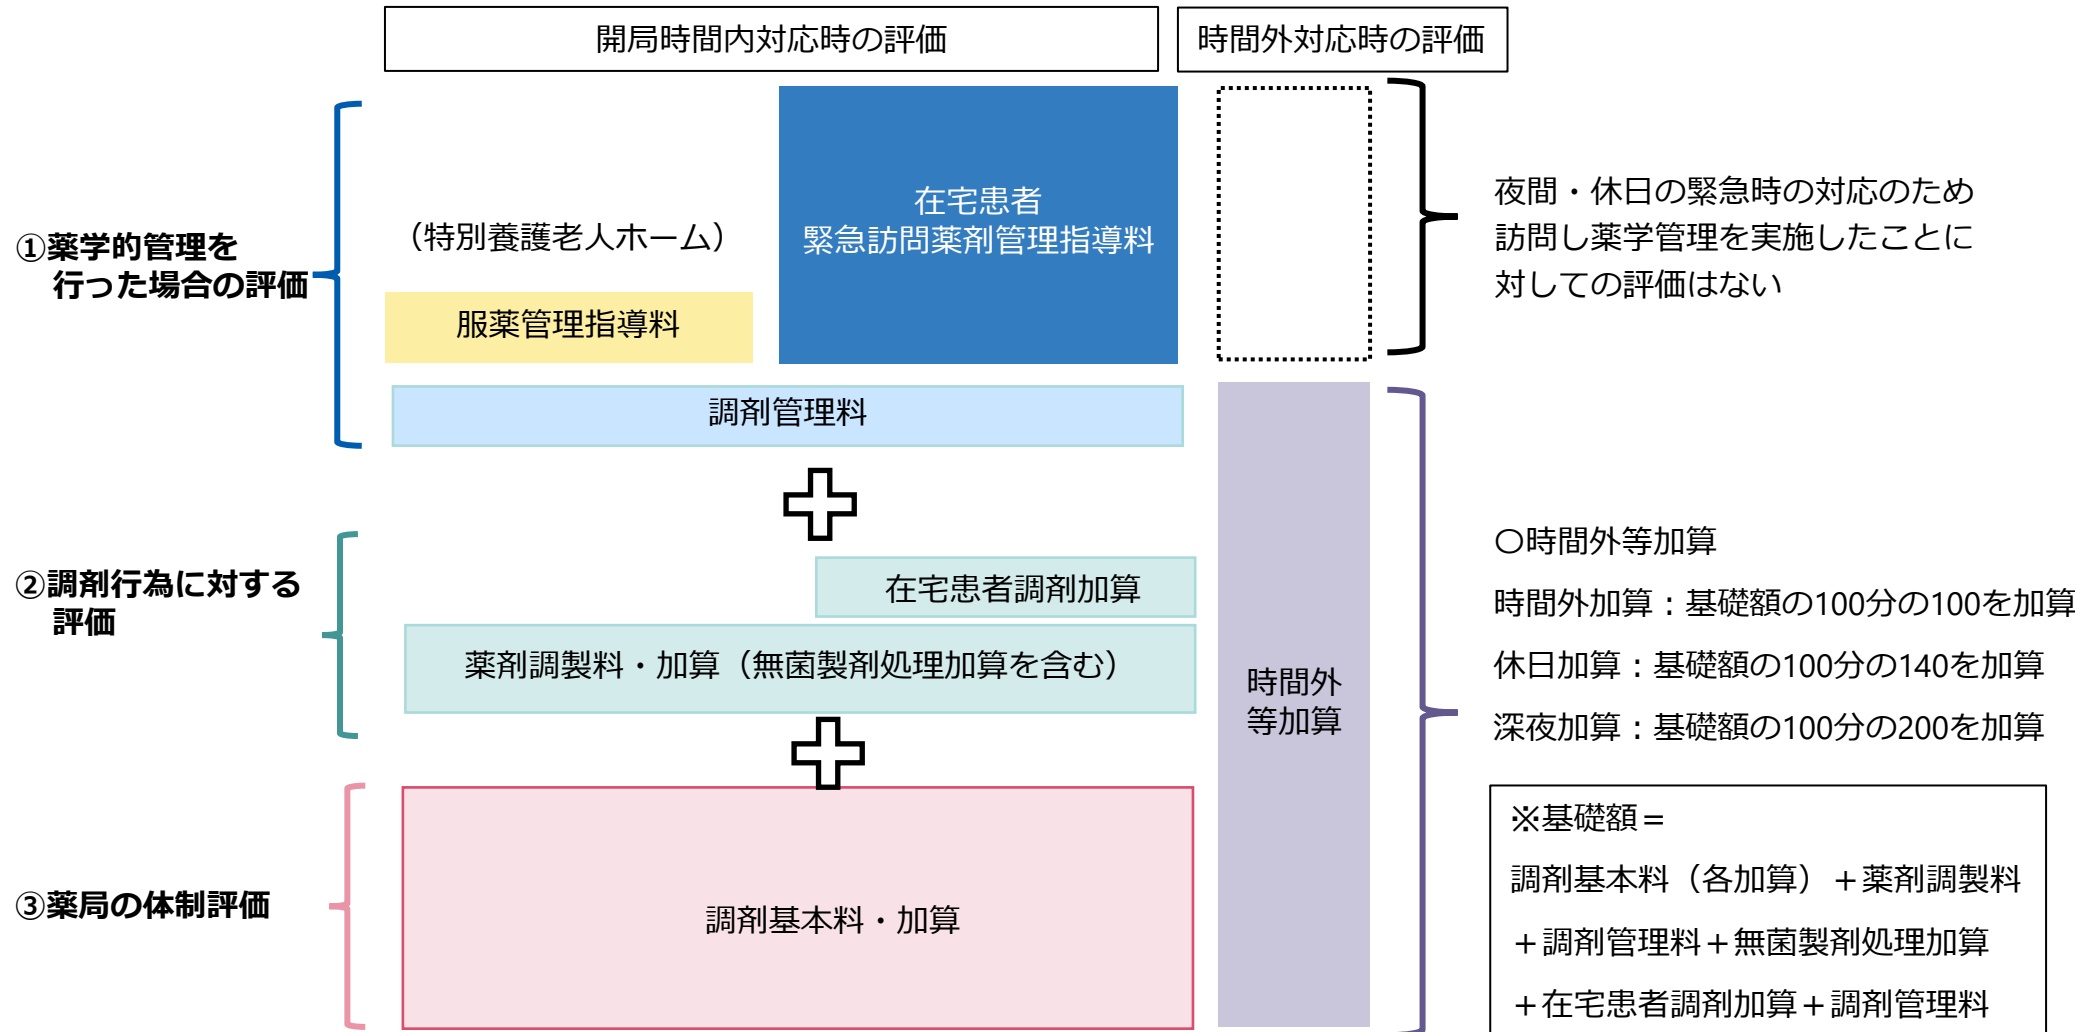 開局時間内対応時の評価
時間外対応時の評価
①薬学的管理を
行った場合の評価
（特別養護老人ホーム）
服薬管理指導料
在宅患者
緊急訪問薬剤管理指導料
調剤管理料
夜間・休日の緊急時の対応のため
訪問し薬学管理を実施したことに
対しての評価はない
②調剤行為に対する
評価
在宅患者調剤加算
薬剤調製料・加算（無菌製剤処理加算を含む）
③薬局の体制評価
調剤基本料・加算
時間外
等加算
〇時間外等加算
時間外加算：基礎額の100分の100を加算
休日加算：基礎額の100分の140を加算
深夜加算：基礎額の100分の200を加算
※基礎額＝
調剤基本料（各加算）＋薬剤調製料
＋調剤管理料＋無菌製剤処理加算
＋在宅患者調剤加算＋調剤管理料